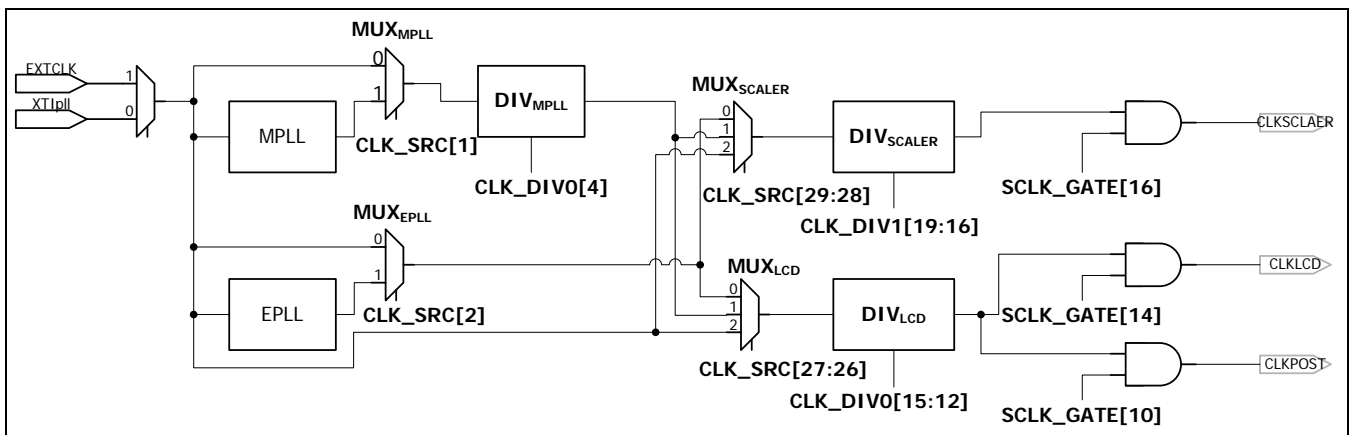 MUXMPLL
EXTCLK
1
XTIpll
0
0
1
MPLL
CLK_SRC[1]
DIVMPLL
CLK_DIV0[4]
MUXSCALER
0
1
2
CLK_SRC[29:28]
DIVSCALER
CLK_DIV1[19:16]
SCLK_GATE[16]
CLKSCLAER
MUXEPLL
0
1
EPLL
CLK_SRC[2]
MUXLCD
0
1
2
CLK_SRC[27:26]
DIVLCD
CLK_DIV0[15:12]
SCLK_GATE[14]
CLKLCD
SCLK_GATE[10]
CLKPOST